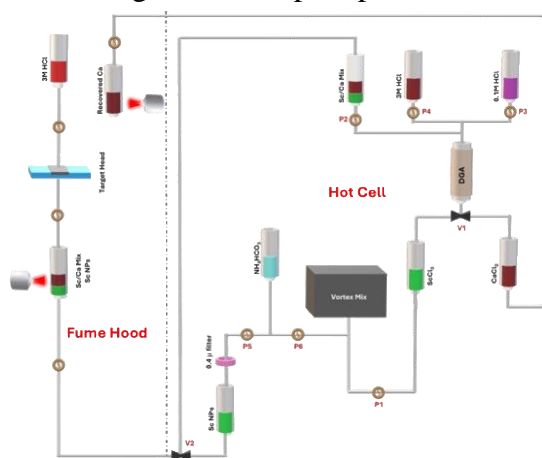 3M HCl
Recovered Ca
Target Head
Sc/Ca Mix
Sc NPs
Fume Hood
Sc/Ca Mix
P2
3M HCl
P4
0.1M HCl
P3
DGA
Hot Cell
V1
NH₄HCO₃
Vortex Mix
ScCl₃
CaCl₂
P5
P6
0.4 µ filter
P1
Sc NPs
V2